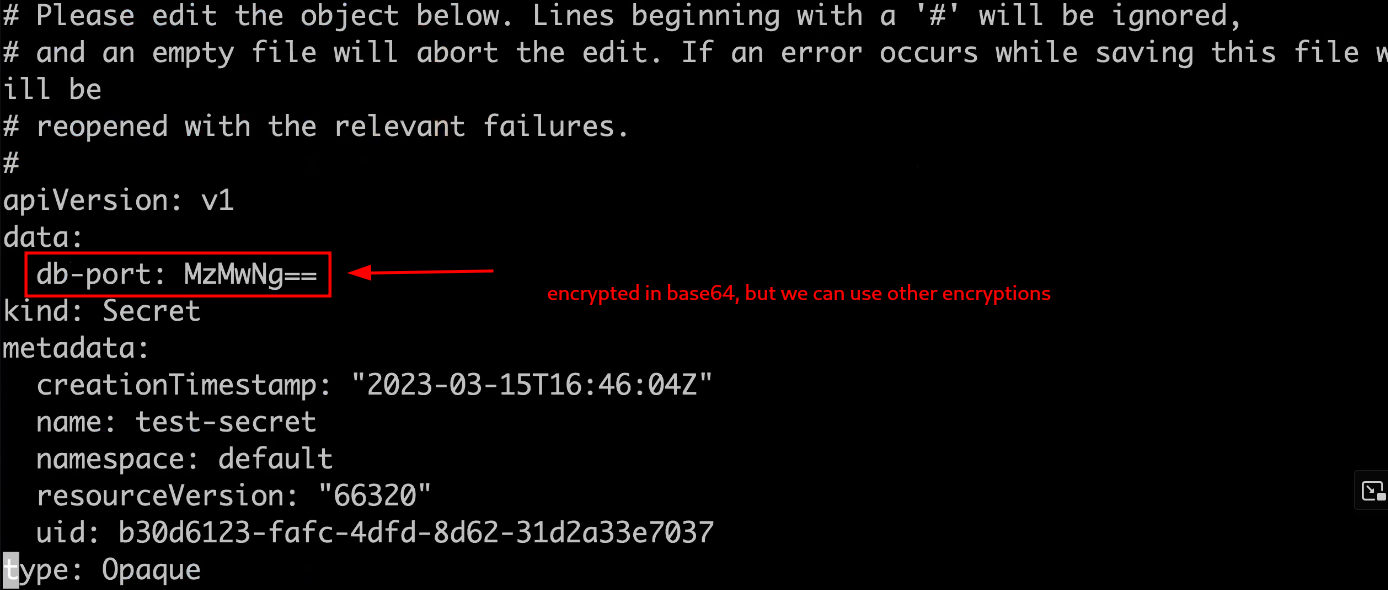 # Please edit the object below. Lines beginning with a '#' will be ignored,
# and an empty file will abort the edit. If an error occurs while saving this file w
ill be
# reopened with the relevant failures.
#
apiVersion: v1
data:
  db-port: MzMwNg==
encrypted in base64, but we can use other encryptions
kind: Secret
metadata:
  creationTimestamp: "2023-03-15T16:46:04Z"
  name: test-secret
  namespace: default
  resourceVersion: "66320"
  uid: b30d6123-fafc-4dfd-8d62-31d2a33e7037
type: Opaque